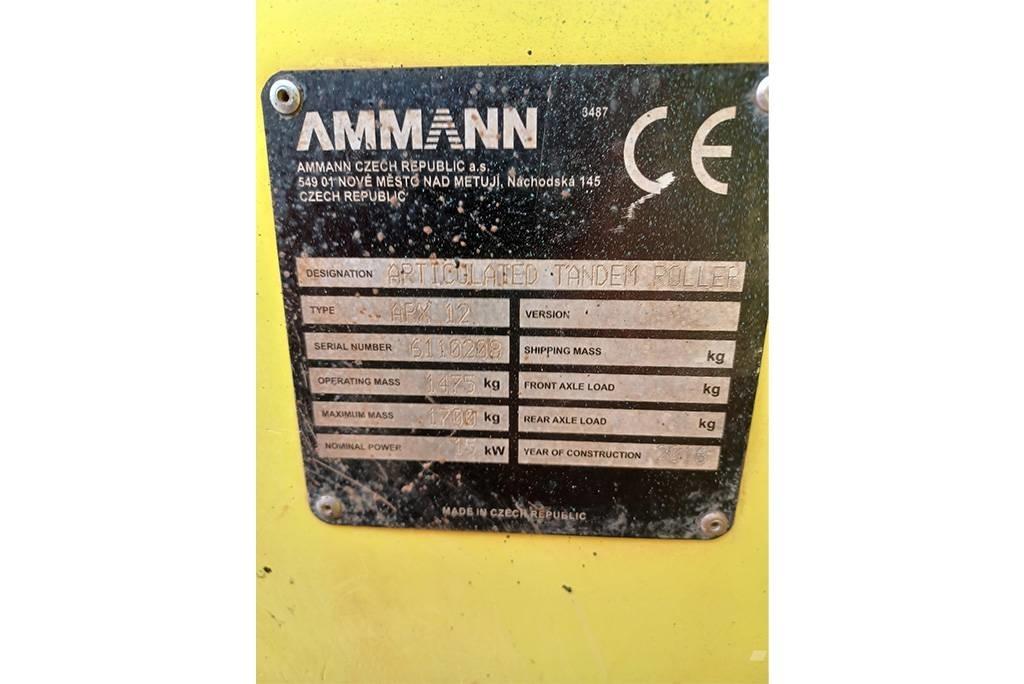 AMMANN
3487
CE
AMMANN CZECH REPUBLIC a.s.
549 01 NOVÉ MĚSTO NAD METUJÍ, Náchodská 145
CZECH REPUBLIC
DESIGNATION ARTICULATED TANDEM ROLLER
TYPE ARX 12
VERSION
SERIAL NUMBER 6110208
SHIPPING MASS kg
OPERATING MASS 1475 kg
FRONT AXLE LOAD kg
MAXIMUM MASS 1700 kg
REAR AXLE LOAD kg
NOMINAL POWER 15 kW
YEAR OF CONSTRUCTION
MADE IN CZECH REPUBLIC